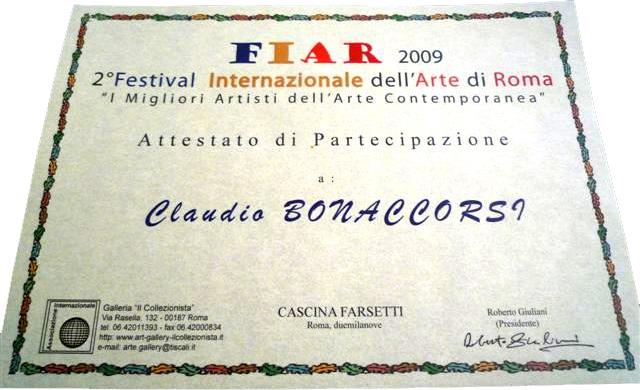 FIAR 2009
2°Festival Internazionale dell'Arte di Roma
"I Migliori Artisti dell'Arte Contemporanea"
Attestato di Partecipazione
a :
Claudio BONACCORSI
Associazione Internazionale
Galleria "Il Collezionista"
Via Rasella, 132 - 00187 Roma
tel. 06.42011393 - fax 06.42000834
http: www.art-gallery-ilcollezionista.it
e-mail: arte.gallery@tiscali.it
CASCINA FARSETTI
Roma, duemilanove
Roberto Giuliani
(Presidente)